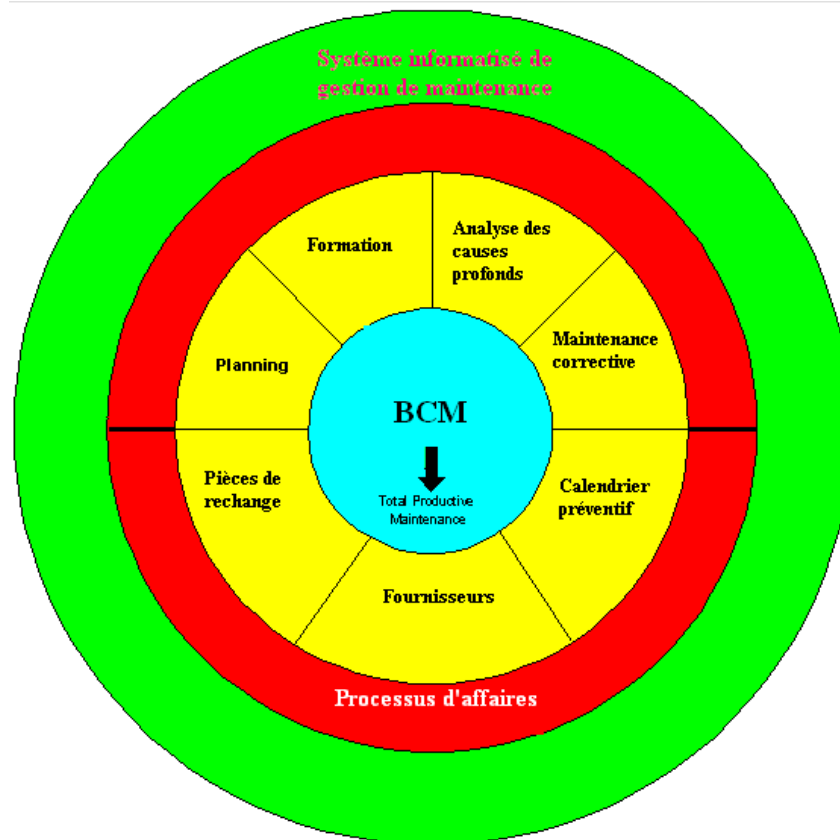 Système informatisé de
gestion de maintenance
Formation
Analyse des
causes
profonds
Planning
Maintenance
corrective
BCM
Total Productive
Maintenance
Pièces de
rechange
Calendrier
préventif
Fournisseurs
Processus d'affaires